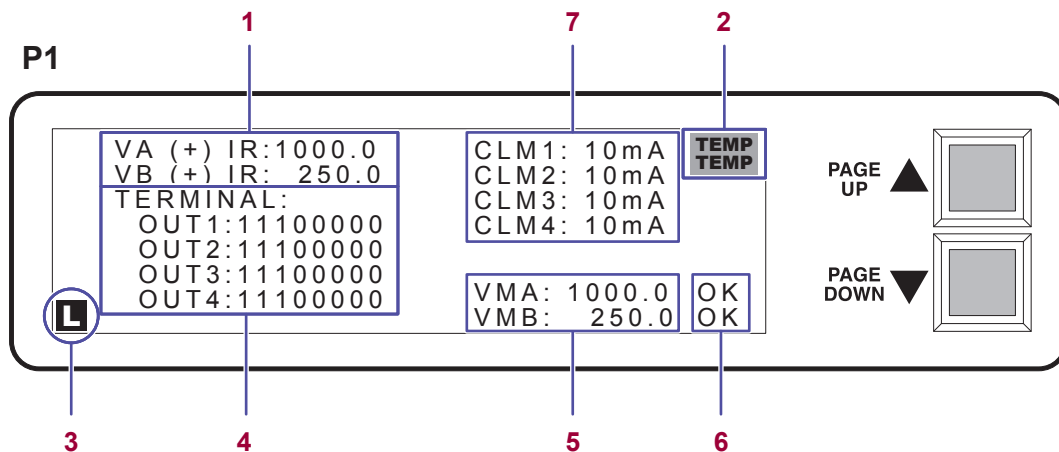 1
7
2
P1
VA (+) IR:1000.0
VB (+) IR: 250.0
TERMINAL:
OUT1:11100000
OUT2:11100000
OUT3:11100000
OUT4:11100000
CLM1: 10mA
CLM2: 10mA
CLM3: 10mA
CLM4: 10mA
TEMP
TEMP
VMA: 1000.0 OK
VMB: 250.0 OK
L
PAGE
UP
PAGE
DOWN
3
4
5
6